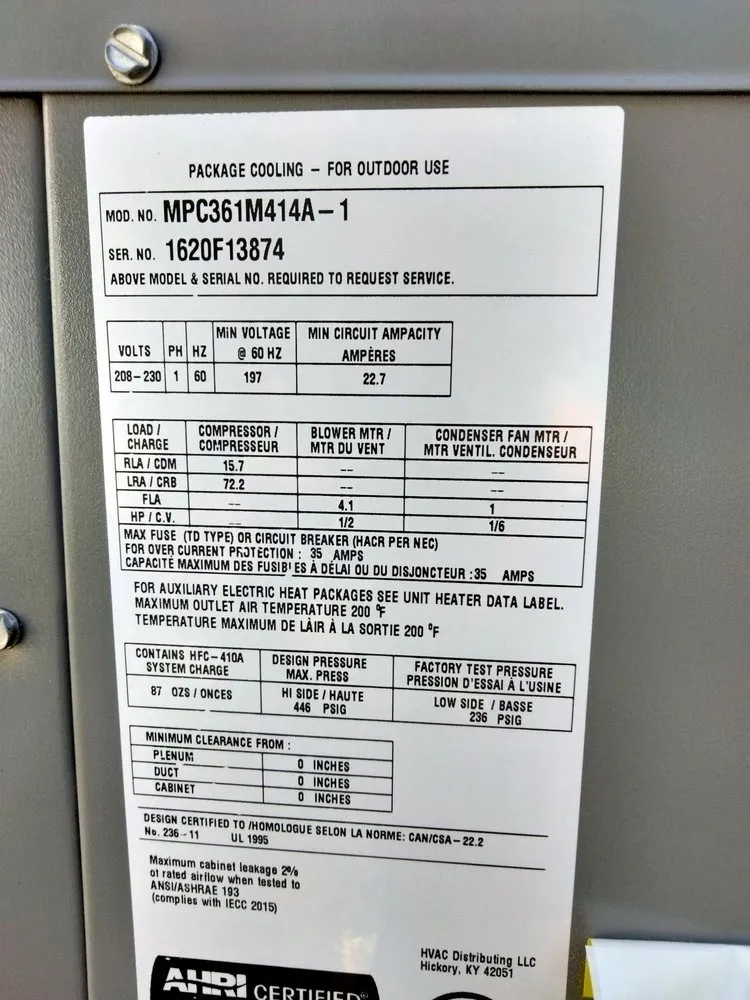 PACKAGE COOLING – FOR OUTDOOR USE
MOD. NO. MPC361M414A–1
SER. NO. 1620F13874
ABOVE MODEL & SERIAL NO. REQUIRED TO REQUEST SERVICE.
VOLTS PH HZ MIN VOLTAGE @ 60 HZ MIN CIRCUIT AMPACITY AMPÈRES
208–230 1 60 197 22.7
LOAD / CHARGE COMPRESSOR / COMPRESSEUR BLOWER MTR / MTR DU VENT CONDENSER FAN MTR / MTR VENTIL. CONDENSEUR
RLA / CDM 15.7 -- --
LRA / CRB 72.2 -- --
FLA -- 4.1 1
HP / C.V. -- 1/2 1/6
MAX FUSE (TD TYPE) OR CIRCUIT BREAKER (HACR PER NEC)
FOR OVER CURRENT PROTECTION : 35 AMPS
CAPACITÉ MAXIMUM DES FUSIBLES À DÉLAI OU DU DISJONCTEUR :35 AMPS
FOR AUXILIARY ELECTRIC HEAT PACKAGES SEE UNIT HEATER DATA LABEL.
MAXIMUM OUTLET AIR TEMPERATURE 200 °F
TEMPERATURE MAXIMUM DE LÀIR À LA SORTIE 200 °F
CONTAINS HFC–410A SYSTEM CHARGE DESIGN PRESSURE MAX. PRESS FACTORY TEST PRESSURE PRESSION D'ESSAI À L'USINE
87 OZS / ONCES HI SIDE / HAUTE 446 PSIG LOW SIDE / BASSE 236 PSIG
MINIMUM CLEARANCE FROM :
PLENUM 0 INCHES
DUCT 0 INCHES
CABINET 0 INCHES
DESIGN CERTIFIED TO /HOMOLOGUE SELON LA NORME: CAN/CSA–22.2
No. 236–11 UL 1995
Maximum cabinet leakage 2%
of rated airflow when tested to
ANSI/ASHRAE 193
(complies with IECC 2015)
HVAC Distributing LLC
Hickory, KY 42051
AHRI CERTIFIED®